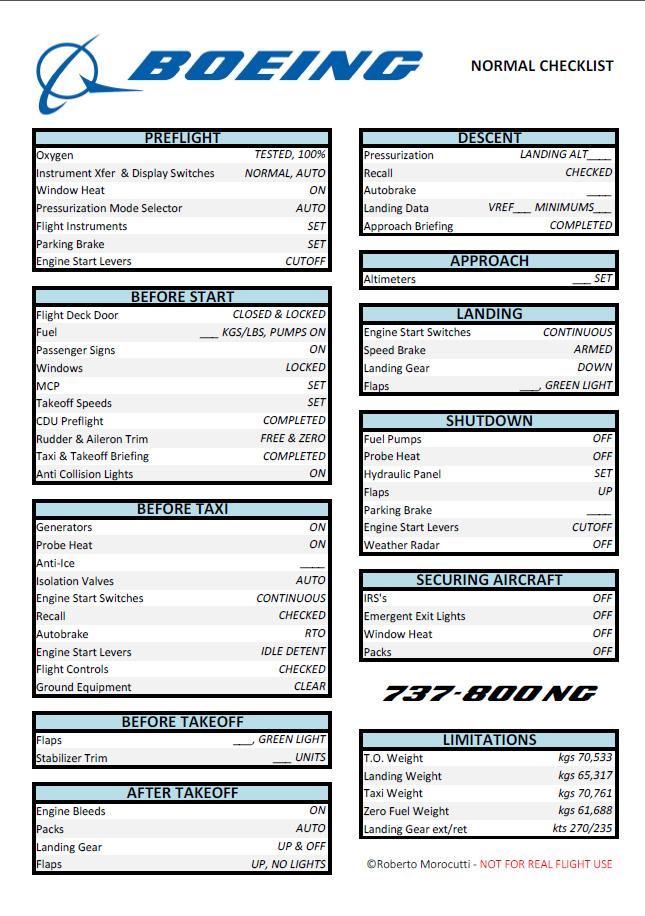 BOEING
NORMAL CHECKLIST
PREFLIGHT
Oxygen TESTED, 100%
Instrument Xfer & Display Switches NORMAL, AUTO
Window Heat ON
Pressurization Mode Selector AUTO
Flight Instruments SET
Parking Brake SET
Engine Start Levers CUTOFF
BEFORE START
Flight Deck Door CLOSED & LOCKED
Fuel ___ KGS/LBS, PUMPS ON
Passenger Signs ON
Windows LOCKED
MCP SET
Takeoff Speeds SET
CDU Preflight COMPLETED
Rudder & Aileron Trim FREE & ZERO
Taxi & Takeoff Briefing COMPLETED
Anti Collision Lights ON
BEFORE TAXI
Generators ON
Probe Heat ON
Anti-Ice ____
Isolation Valves AUTO
Engine Start Switches CONTINUOUS
Recall CHECKED
Autobrake RTO
Engine Start Levers IDLE DETENT
Flight Controls CHECKED
Ground Equipment CLEAR
BEFORE TAKEOFF
Flaps ___, GREEN LIGHT
Stabilizer Trim ___ UNITS
AFTER TAKEOFF
Engine Bleeds ON
Packs AUTO
Landing Gear UP & OFF
Flaps UP, NO LIGHTS
DESCENT
Pressurization LANDING ALT____
Recall CHECKED
Autobrake ____
Landing Data VREF___ MINIMUMS___
Approach Briefing COMPLETED
APPROACH
Altimeters ___ SET
LANDING
Engine Start Switches CONTINUOUS
Speed Brake ARMED
Landing Gear DOWN
Flaps ___, GREEN LIGHT
SHUTDOWN
Fuel Pumps OFF
Probe Heat OFF
Hydraulic Panel SET
Flaps UP
Parking Brake ____
Engine Start Levers CUTOFF
Weather Radar OFF
SECURING AIRCRAFT
IRS's OFF
Emergent Exit Lights OFF
Window Heat OFF
Packs OFF
737-800 NG
LIMITATIONS
T.O. Weight kgs 70,533
Landing Weight kgs 65,317
Taxi Weight kgs 70,761
Zero Fuel Weight kgs 61,688
Landing Gear ext/ret kts 270/235
©Roberto Morocutti - NOT FOR REAL FLIGHT USE